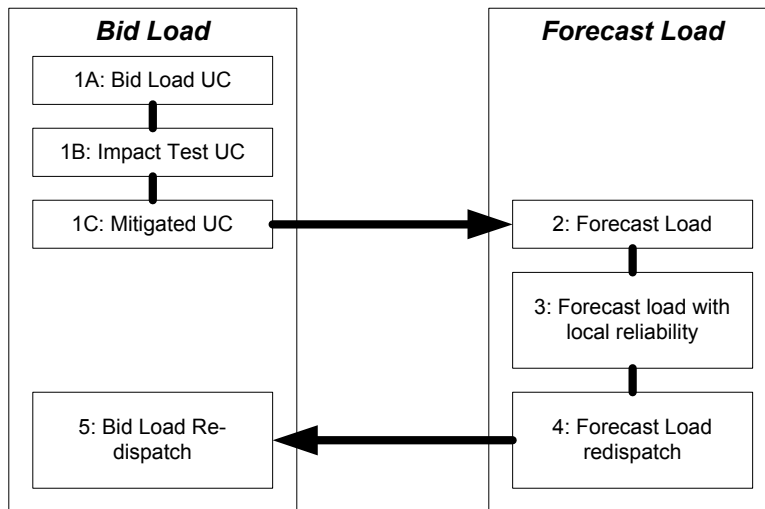 Bid Load
1A: Bid Load UC
1B: Impact Test UC
1C: Mitigated UC
5: Bid Load Re-
dispatch
Forecast Load
2: Forecast Load
3: Forecast load with
local reliability
4: Forecast Load
redispatch